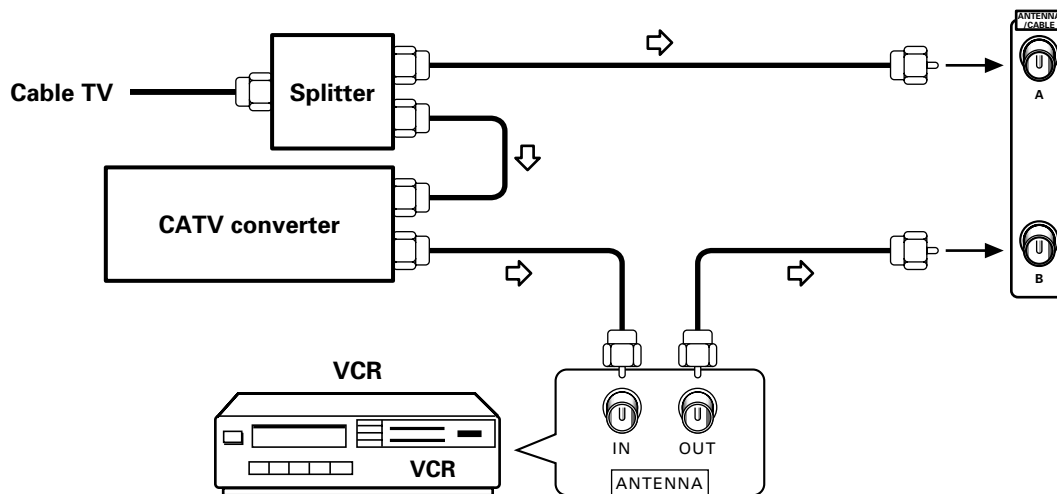 ANTENNA
/CABLE
Cable TV
Splitter
A
CATV converter
B
VCR
VCR
IN
OUT
ANTENNA